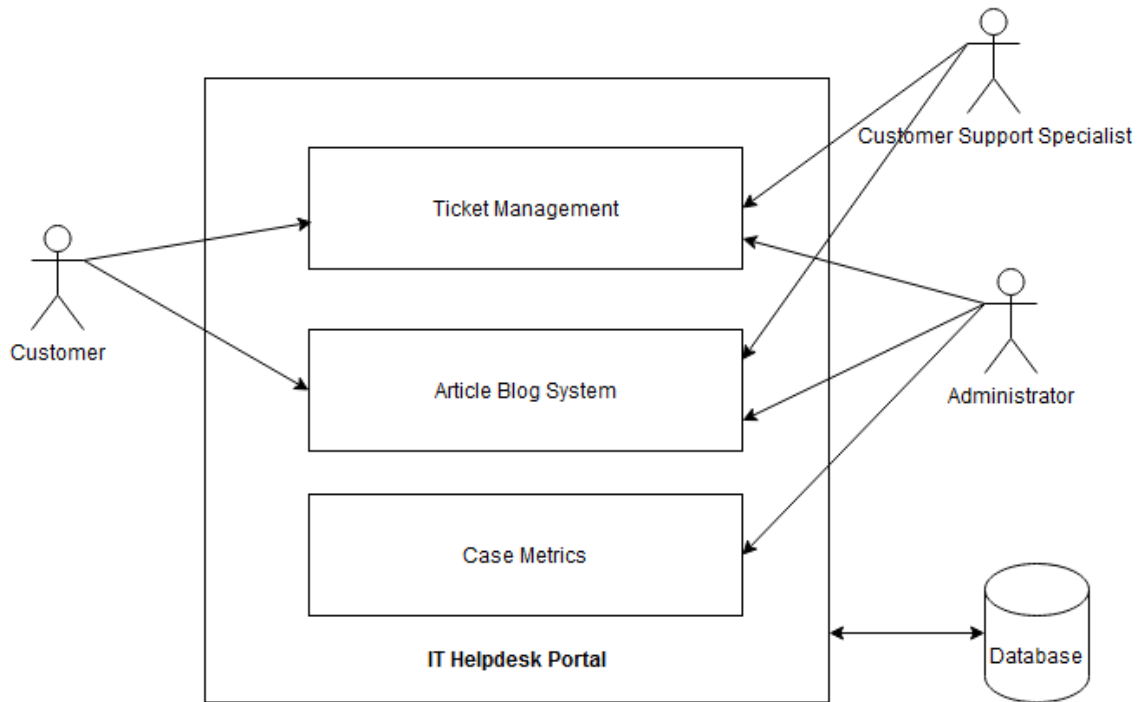 Customer Support Specialist
Ticket Management
Customer
Administrator
Article Blog System
Case Metrics
IT Helpdesk Portal
Database